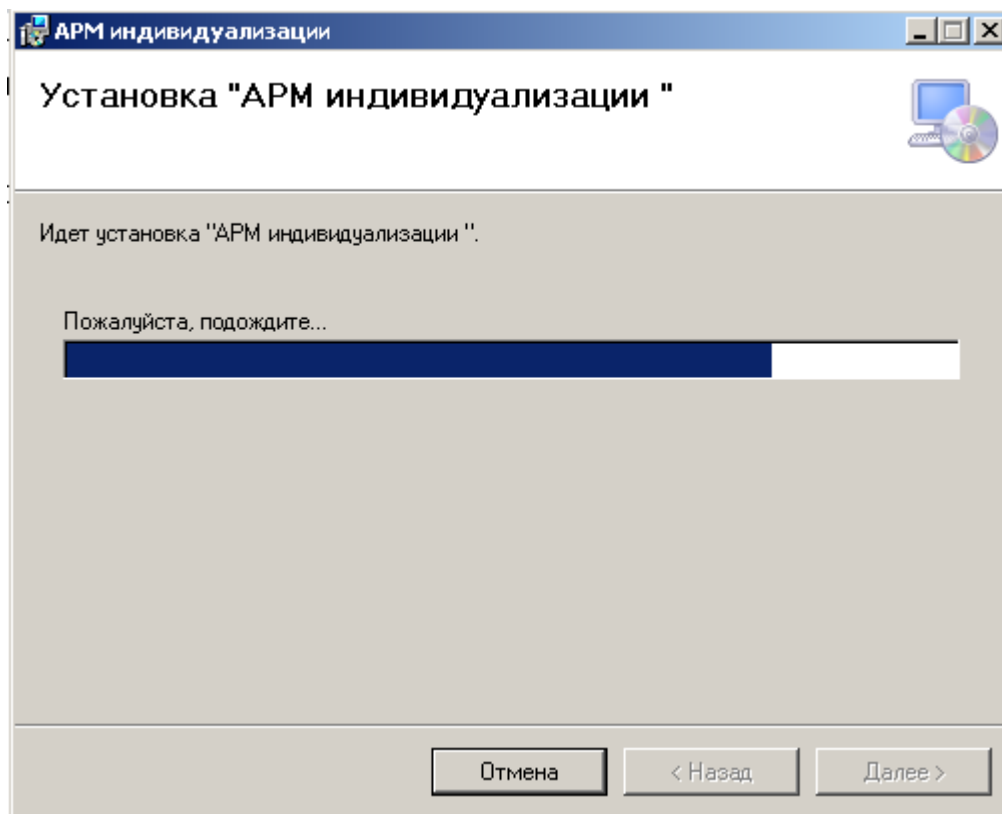 АРМ индивидуализации
Установка "АРМ индивидуализации "
Идет установка "АРМ индивидуализации ".
Пожалуйста, подождите...
Отмена
< Назад
Далее >